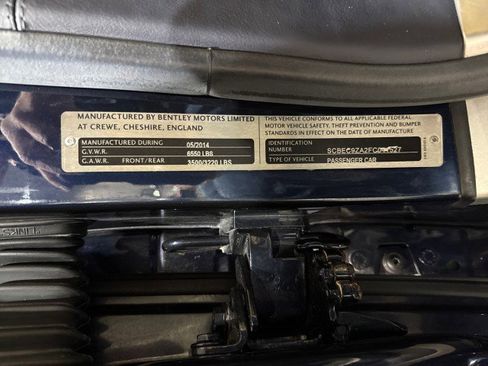 MANUFACTURED BY BENTLEY MOTORS LIMITED
AT CREWE, CHESHIRE, ENGLAND
MANUFACTURED DURING 05/2014
G.V.W.R. 6550 LBS
G.A.W.R. FRONT/REAR 3500/3220 LBS
THIS VEHICLE CONFORMS TO ALL APPLICABLE FEDERAL
MOTOR VEHICLE SAFETY, THEFT PREVENTION AND BUMPER
STANDARDS IN EFFECT ON DATE OF MANUFACTURE
IDENTIFICATION
NUMBER
TYPE OF VEHICLE PASSENGER CAR